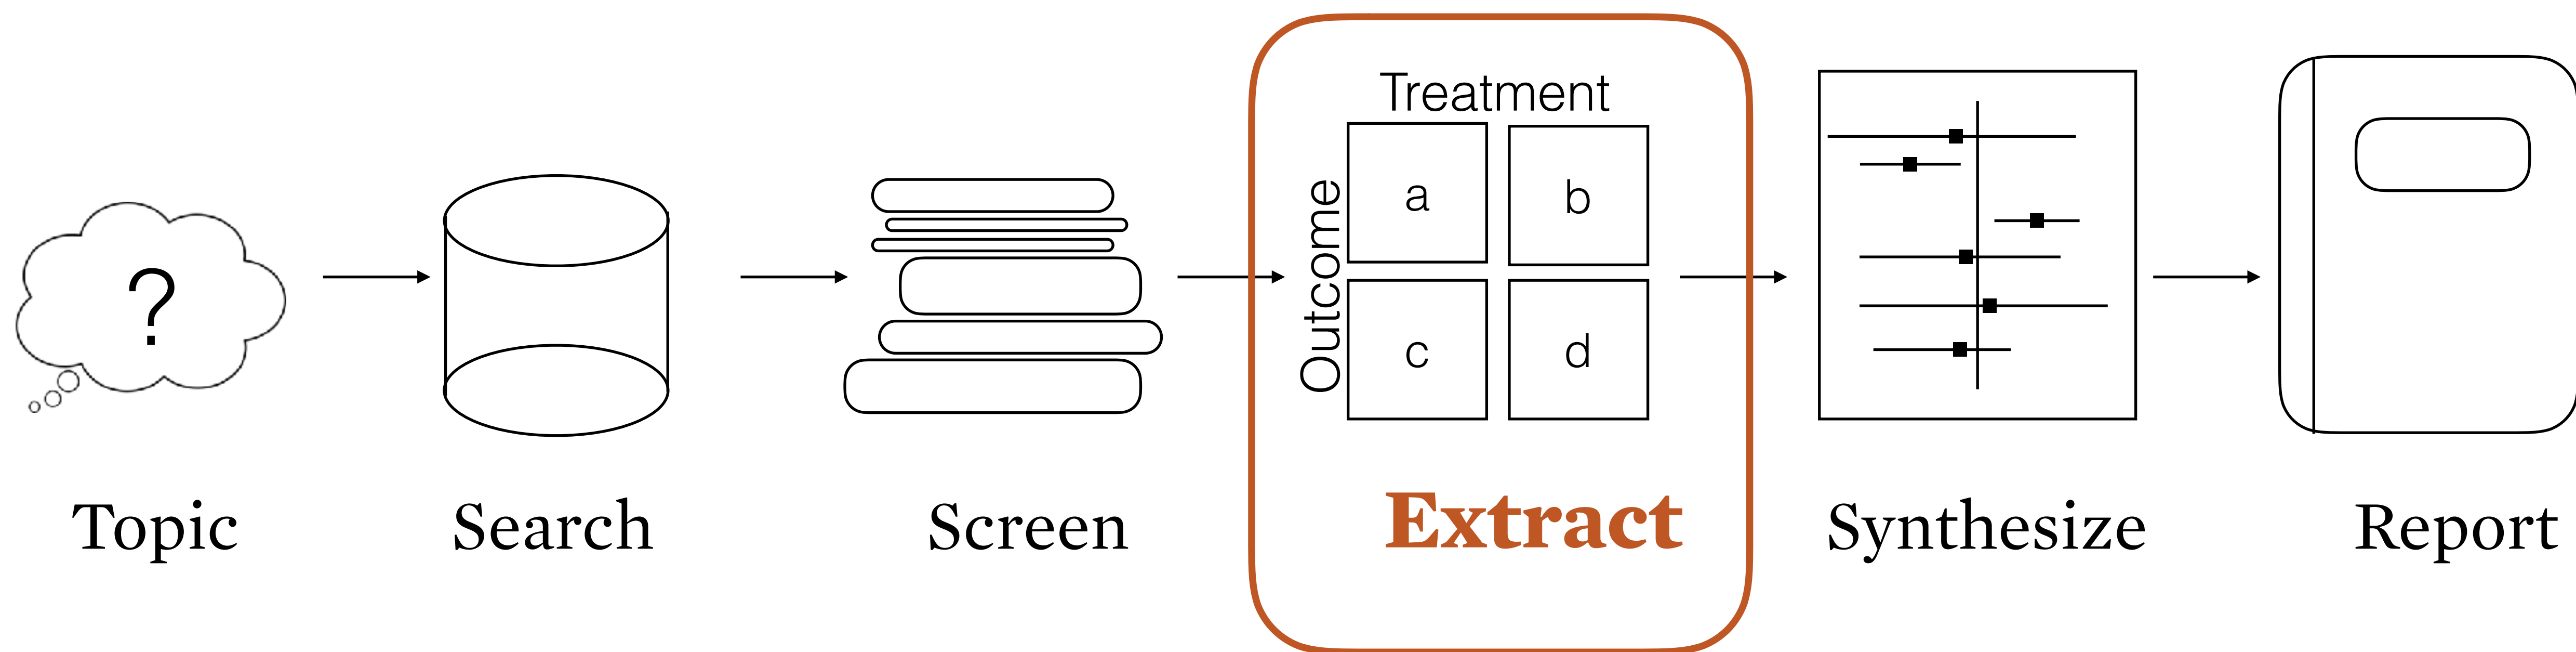 ?
Topic
Search
Screen
Treatment
Outcome
a
b
c
d
Extract
Synthesize
Report